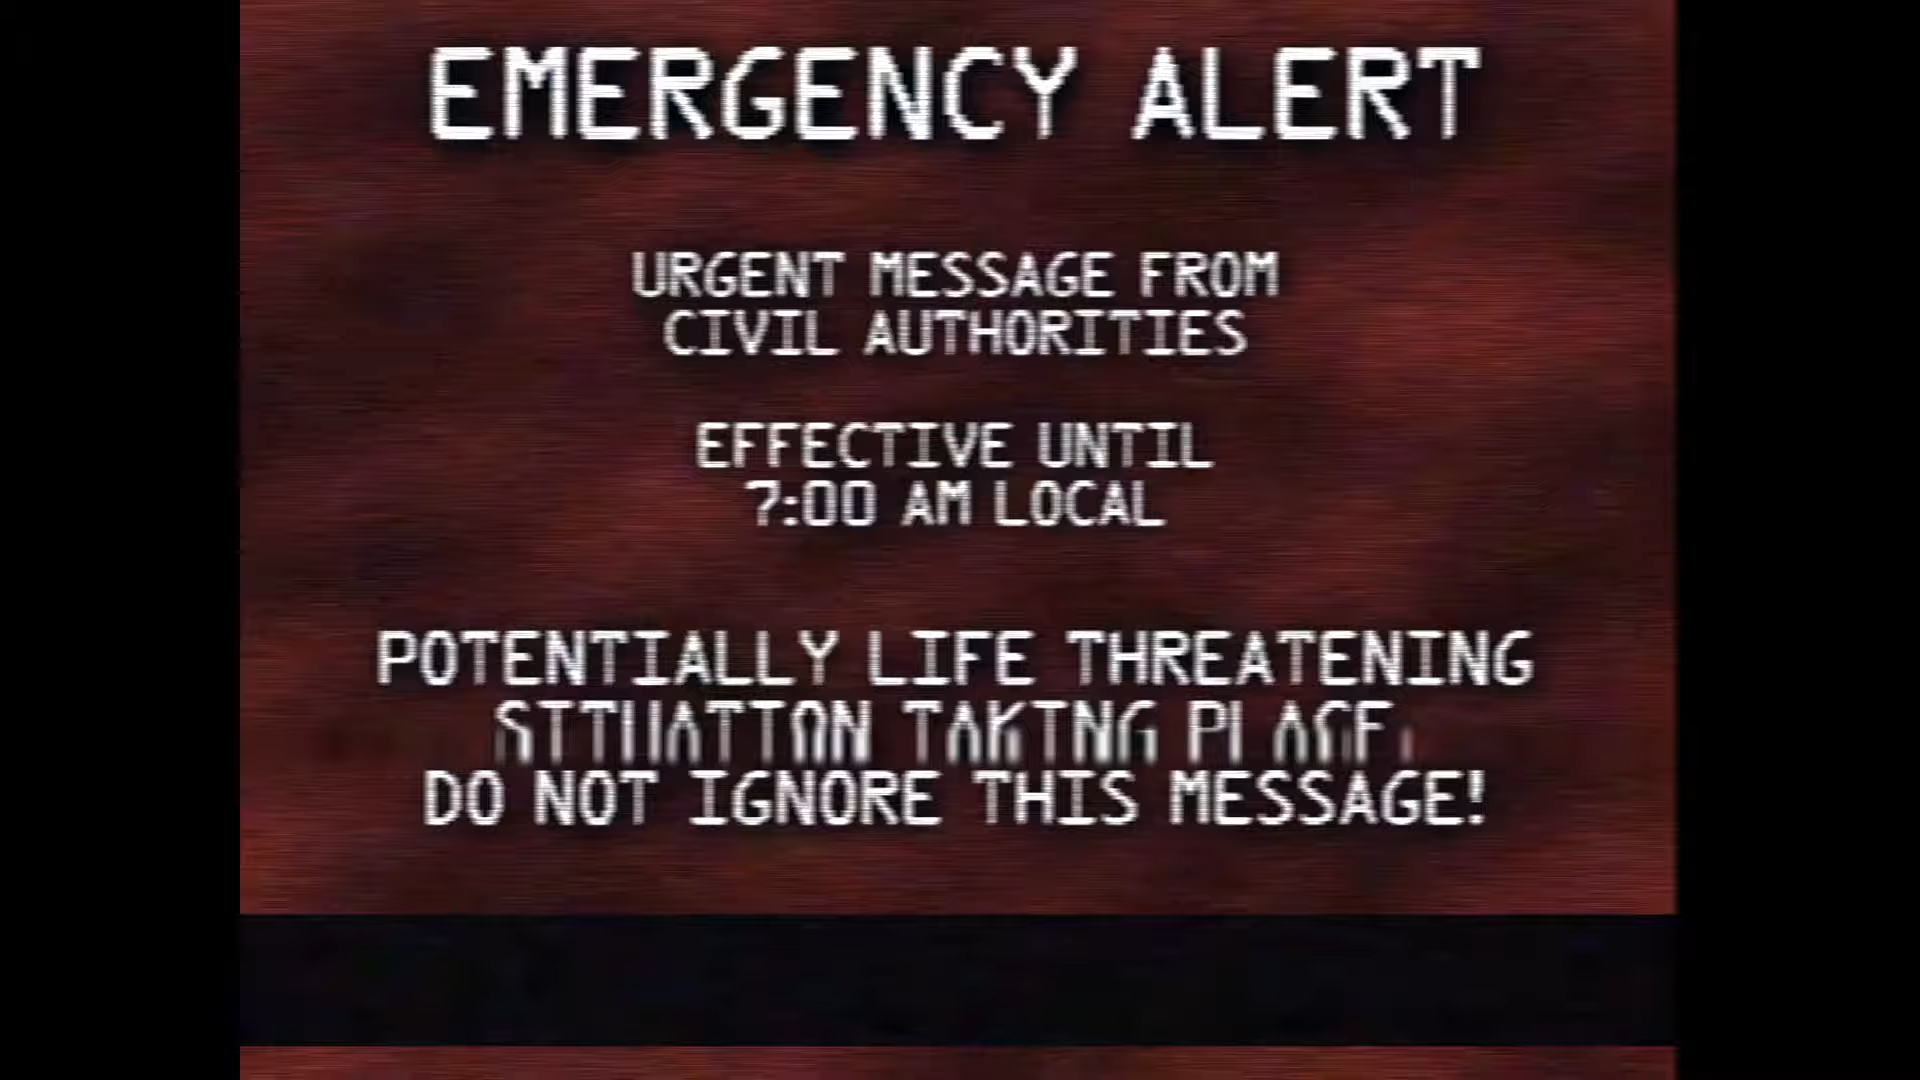 EMERGENCY ALERT
URGENT MESSAGE FROM
CIVIL AUTHORITIES
EFFECTIVE UNTIL
7:00 AM LOCAL
POTENTIALLY LIFE THREATENING
SITUATION TAKING PLACE.
DO NOT IGNORE THIS MESSAGE!